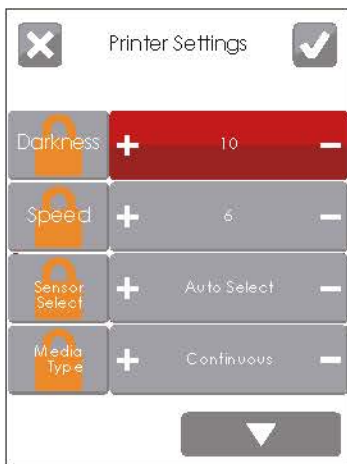 Printer Settings
Darkness
+ 10 -
Speed
+ 6 -
Sensor
Select
+ Auto Select -
Media
Type
+ Continuous -